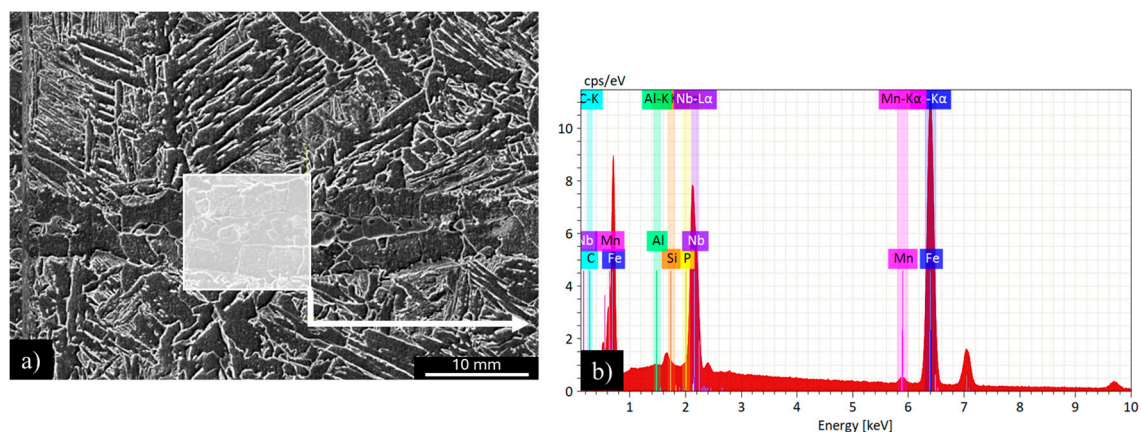 a)
10 mm
cps/eV
C-K Al-K Nb-Lα Mn-Kα -Kα
10
8
6
Nb Mn Al Nb
C Fe Si P Mn Fe
4
2
0
b)
1 2 3 4 5 6 7 8 9 10
Energy [keV]